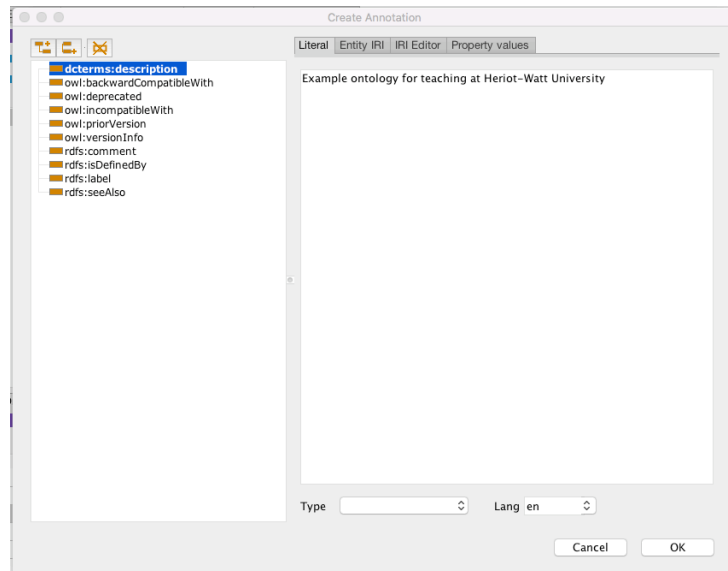 Create Annotation
Literal Entity IRI IRI Editor Property values
dcterms:description
owl:backwardCompatibleWith
owl:deprecated
owl:incompatibleWith
owl:priorVersion
owl:versionInfo
rdfs:comment
rdfs:isDefinedBy
rdfs:label
rdfs:seeAlso
Example ontology for teaching at Heriot-Watt University
Type Lang en
Cancel OK